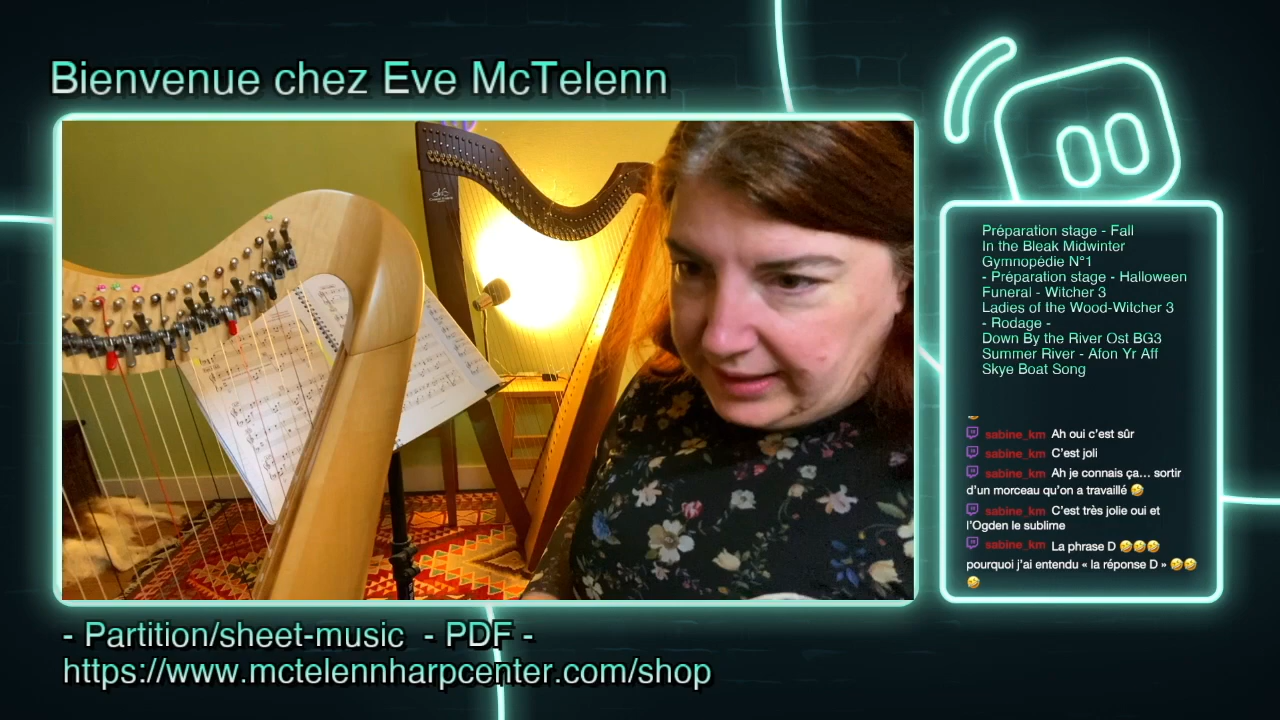 Bienvenue chez Eve McTelenn
Préparation stage - Fall
In the Bleak Midwinter
Gymnopédie N°1
- Préparation stage - Halloween
Funeral - Witcher 3
Ladies of the Wood-Witcher 3
- Rodage -
Down By the River Ost BG3
Summer River - Afon Yr Aff
Skye Boat Song
sabine_km Ah oui c'est sûr
sabine_km C'est joli
sabine_km Ah je connais ça… sortir
d'un morceau qu'on a travaillé 🤣
sabine_km C'est très jolie oui et
l'Ogden le sublime
sabine_km La phrase D 🤣🤣🤣
pourquoi j'ai entendu « la réponse D » 🤣🤣
🤣
- Partition/sheet-music - PDF -
https://www.mctelennharpcenter.com/shop